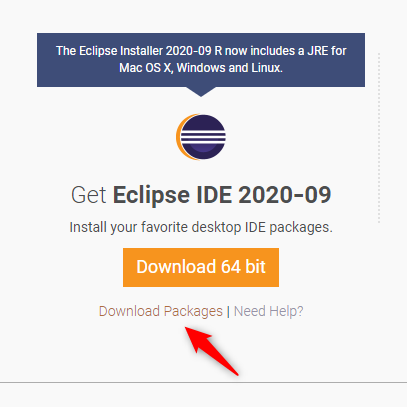 The Eclipse Installer 2020-09 R now includes a JRE for
Mac OS X, Windows and Linux.
Get Eclipse IDE 2020-09
Install your favorite desktop IDE packages.
Download 64 bit
Download Packages | Need Help?